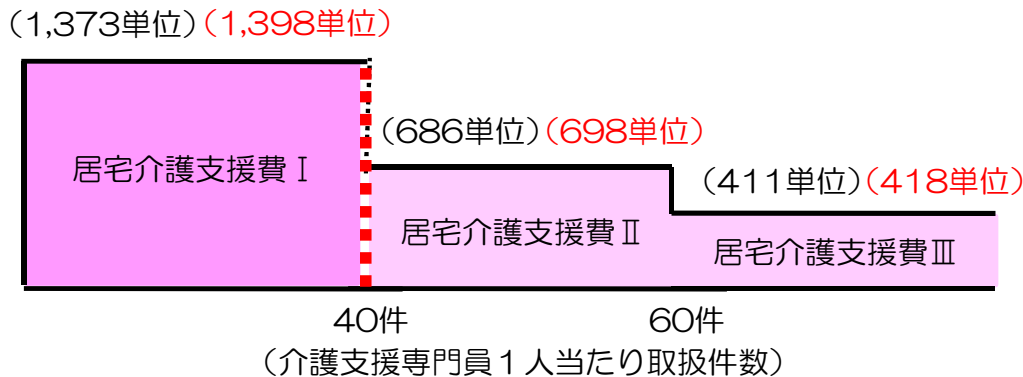 (1,373単位)(1,398単位)
(686単位)(698単位)
(411単位)(418単位)
居宅介護支援費Ⅰ
居宅介護支援費Ⅱ
居宅介護支援費Ⅲ
40件
60件
(介護支援専門員１人当たり取扱件数)